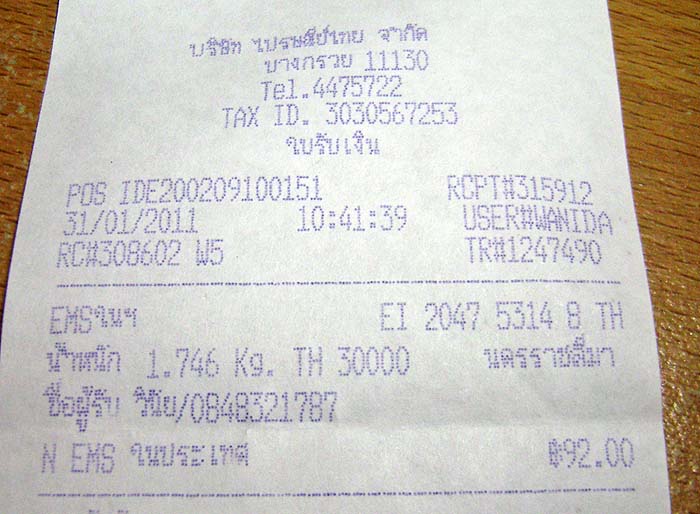 บริษัท ไปรษณีย์ไทย จำกัด
บางกรวย 11130
Tel.4475722
TAX ID. 3030567253
ใบรับเงิน
POS IDE200209100151 RCPT#315912
31/01/2011 10:41:39 USER#WANIDA
RC#308602 W5 TR#1247490
EMSในฯ EI 2047 5314 8 TH
น้ำหนัก 1.746 Kg. TH 30000 นครราชสีมา
ชื่อผู้รับ วินัย/0848321787
N EMS ในประเทศ ฿92.00